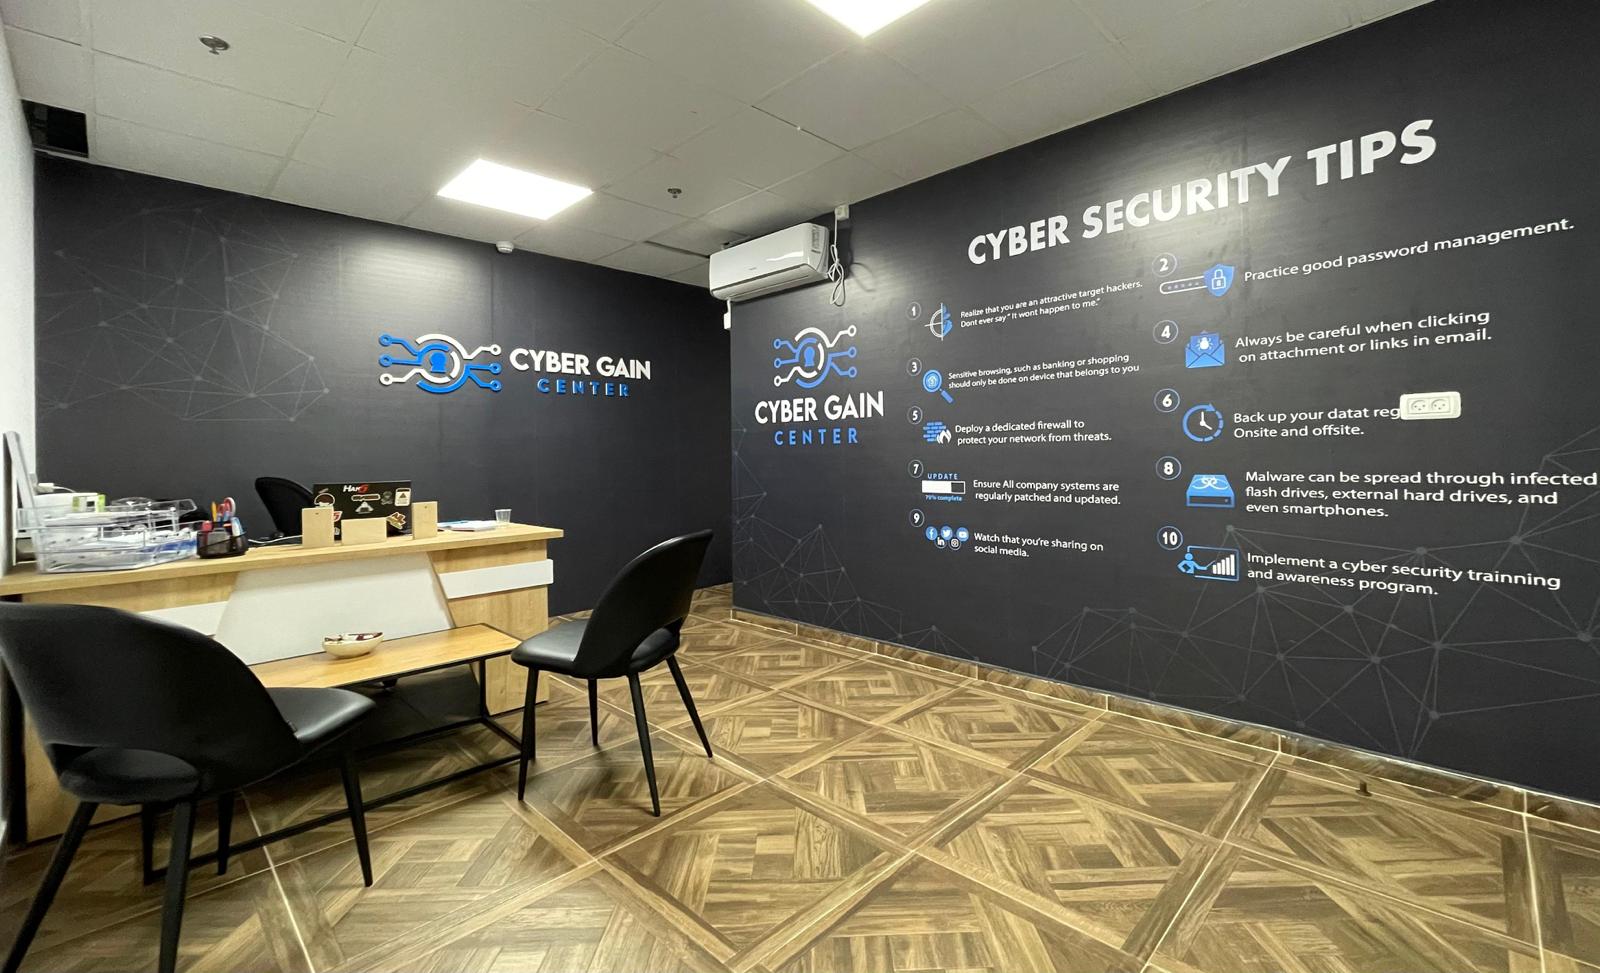 CYBER GAIN
CENTER
CYBER GAIN
CENTER
CYBER SECURITY TIPS
1
Realize that you are an attractive target hackers.
Dont ever say " It wont happen to me."
2
Practice good password management.
3
Sensitive browsing, such as banking or shopping
should only be done on device that belongs to you
4
Always be careful when clicking
on attachment or links in email.
5
Deploy a dedicated firewall to
protect your network from threats.
6
Back up your datat reg
Onsite and offsite.
7
UPDATE
79% complete
Ensure All company systems are
regularly patched and updated.
8
Malware can be spread through infected
flash drives, external hard drives, and
even smartphones.
9
Watch that you're sharing on
social media.
10
Implement a cyber security trainning
and awareness program.
HAK5